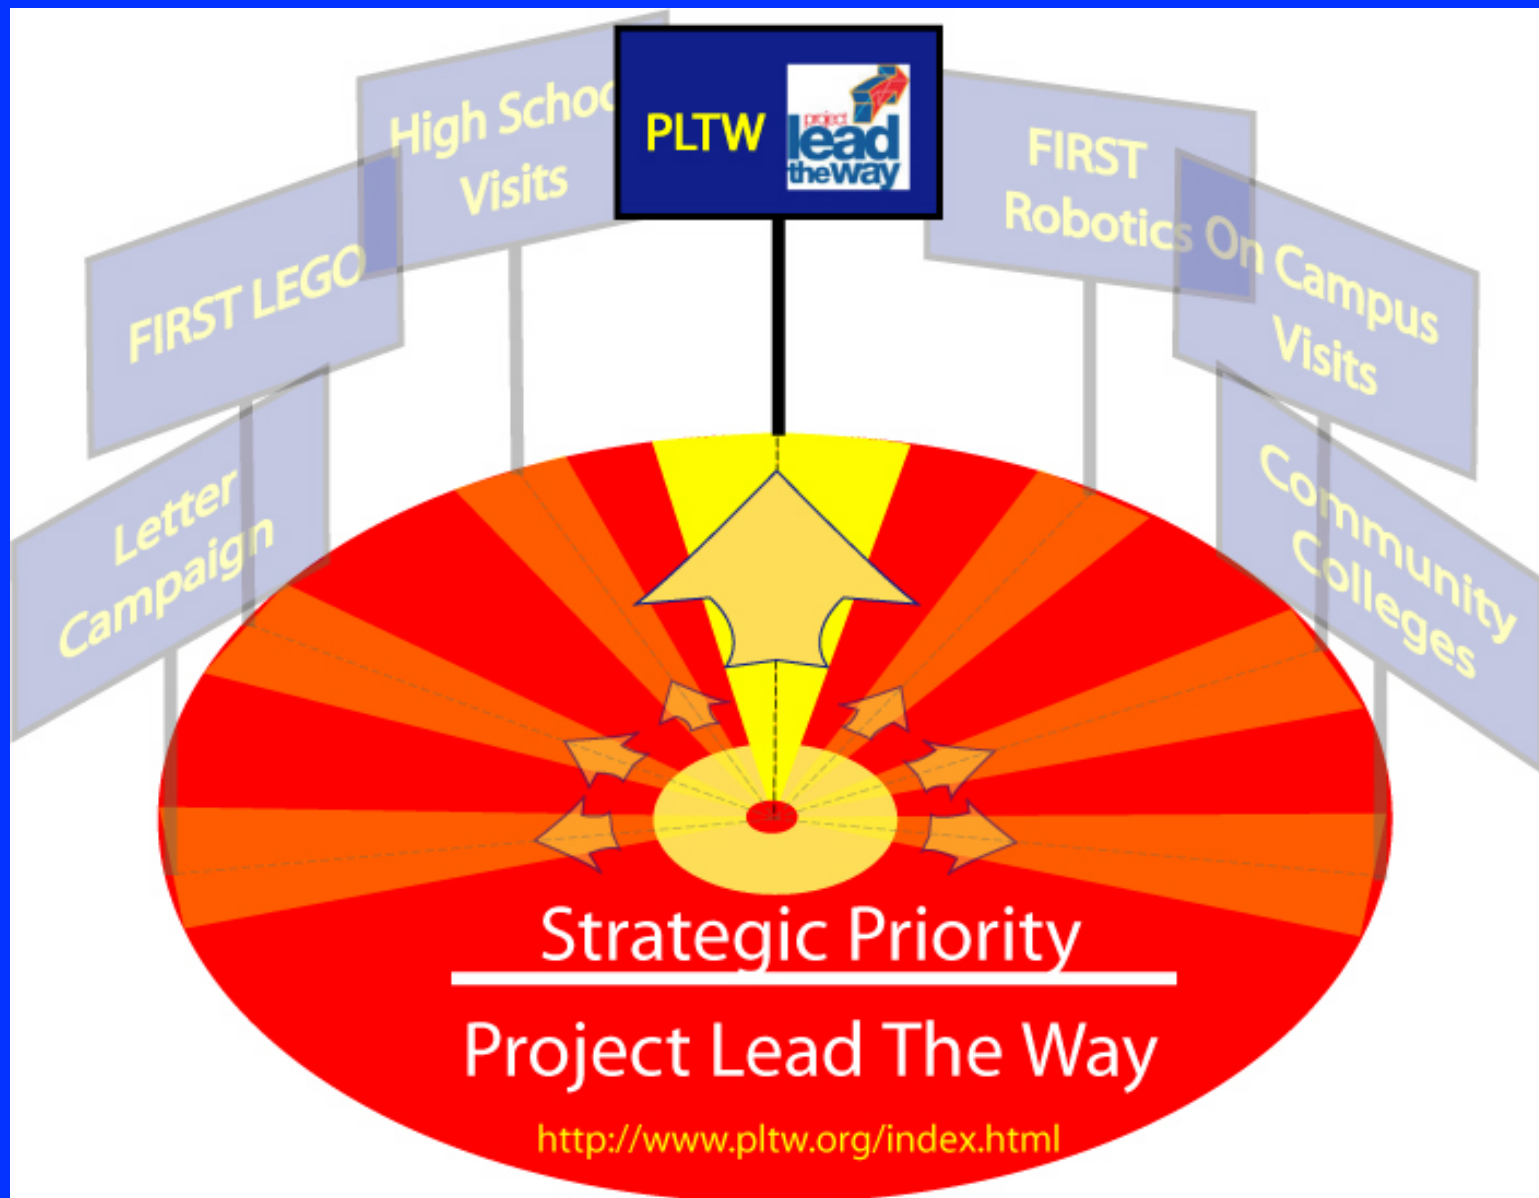 High Schoo
Visits
PLTW
project
lead
the way
FIRST
Robotics
On Campus
Visits
FIRST LEGO
Letter
Campaign
Community
Colleges
Strategic Priority
Project Lead The Way
http://www.pltw.org/index.html